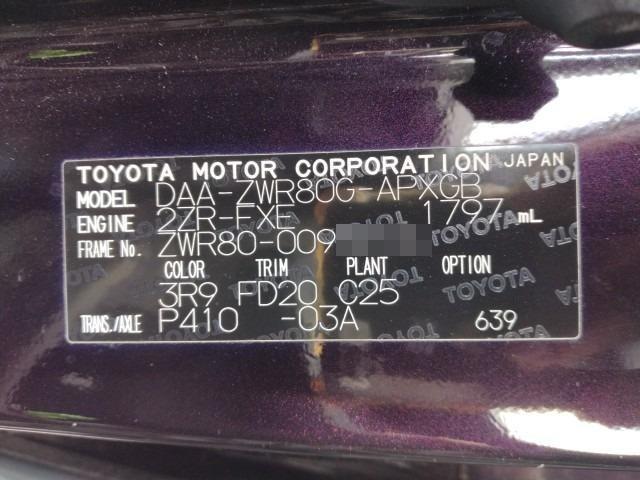 TOYOTA MOTOR CORPORATION JAPAN
MODEL DAA-ZWR80G-APXGB
ENGINE 2ZR-FXE 1797 mL
FRAME No. ZWR80-009
COLOR TRIM PLANT OPTION
3R9 FD20 C25
TRANS./AXLE P410 -03A 639